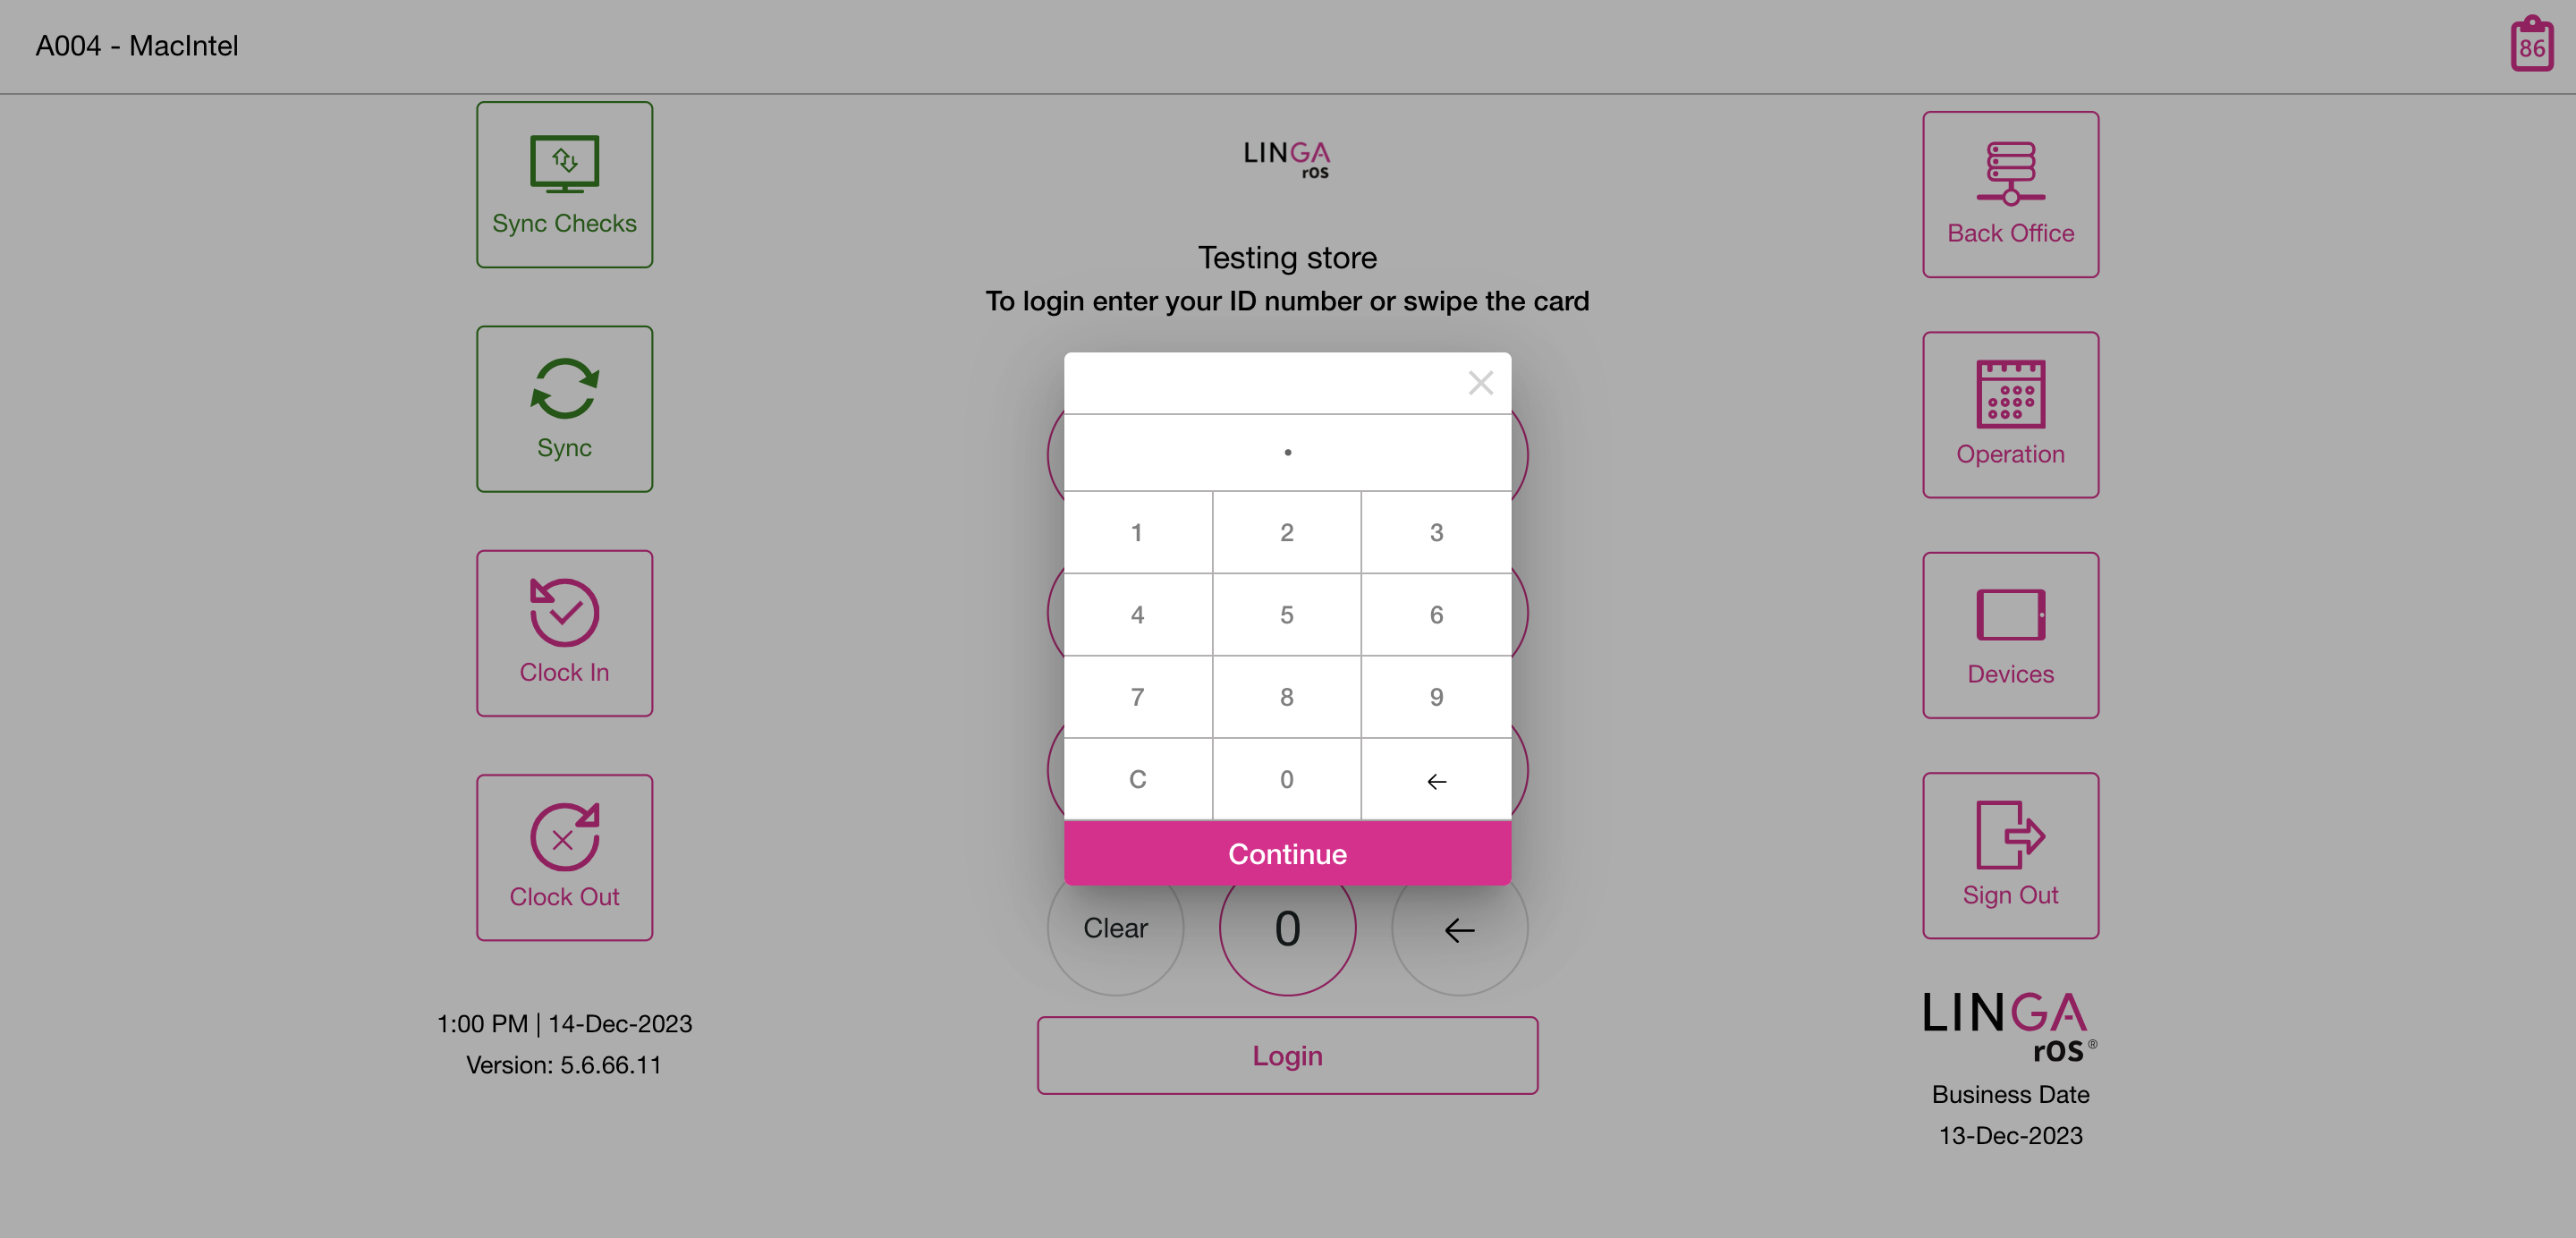 A004 - MacIntel
86
Sync Checks
Sync
Clock In
Clock Out
1:00 PM | 14-Dec-2023
Version: 5.6.66.11
LINGA
ros
Testing store
To login enter your ID number or swipe the card
1 2 3
4 5 6
7 8 9
C 0 ←
Continue
Clear 0 ←
Login
Back Office
Operation
Devices
Sign Out
LINGA
ros®
Business Date
13-Dec-2023